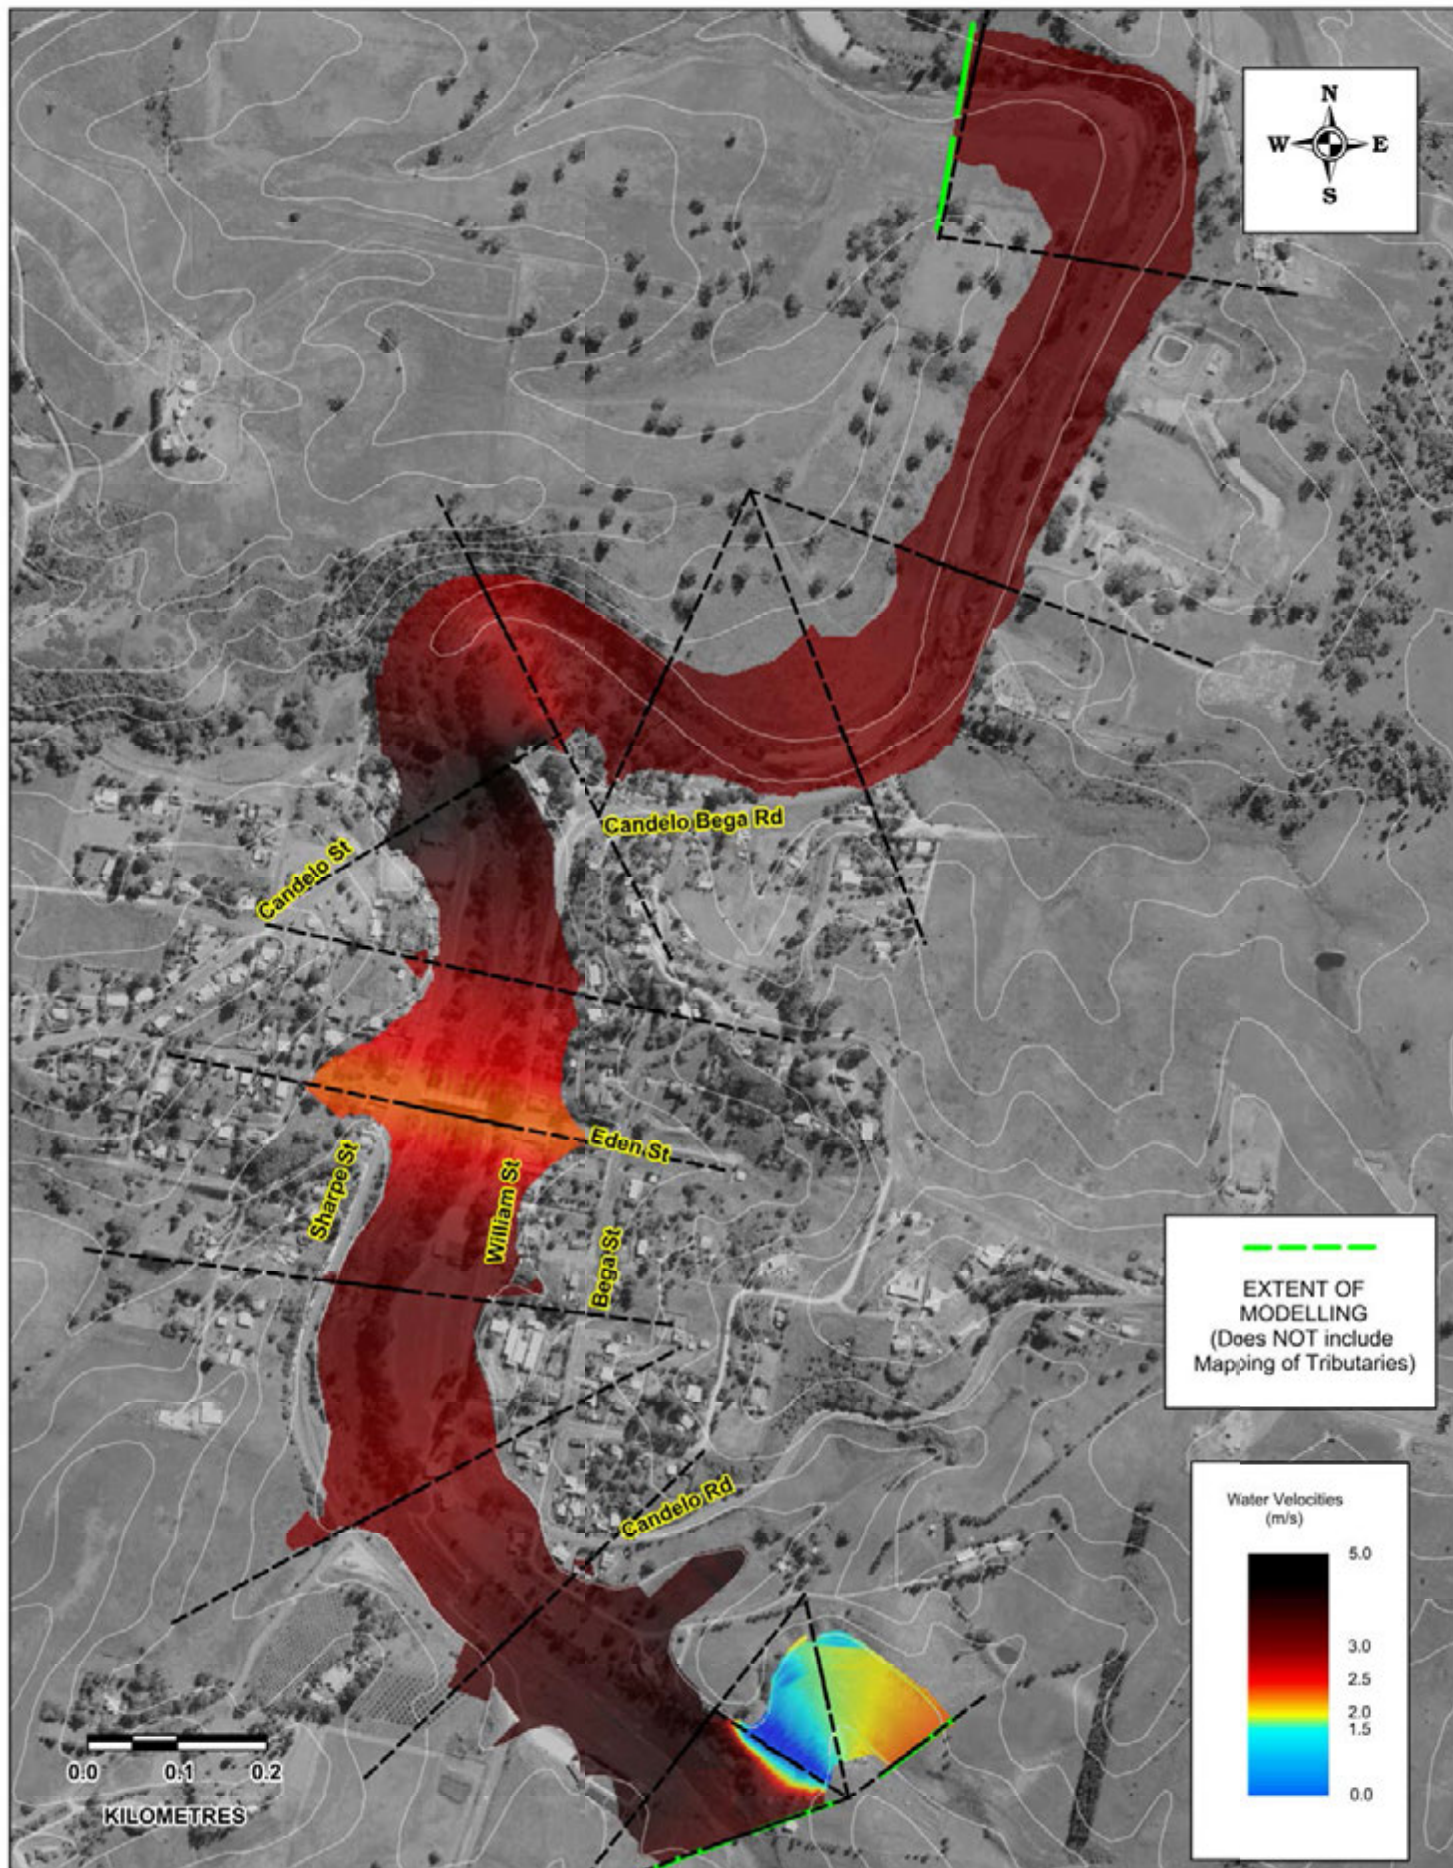 N
W E
S
Candelo Bega Rd
Candelo St
Eden St
Sharpe St
William St
Bega St
EXTENT OF
MODELLING
(Does NOT include
Mapping of Tributaries)
Candelo Rd
Water Velocities
(m/s)
5.0
3.0
2.5
2.0
1.5
0.0
0.0 0.1 0.2
KILOMETRES